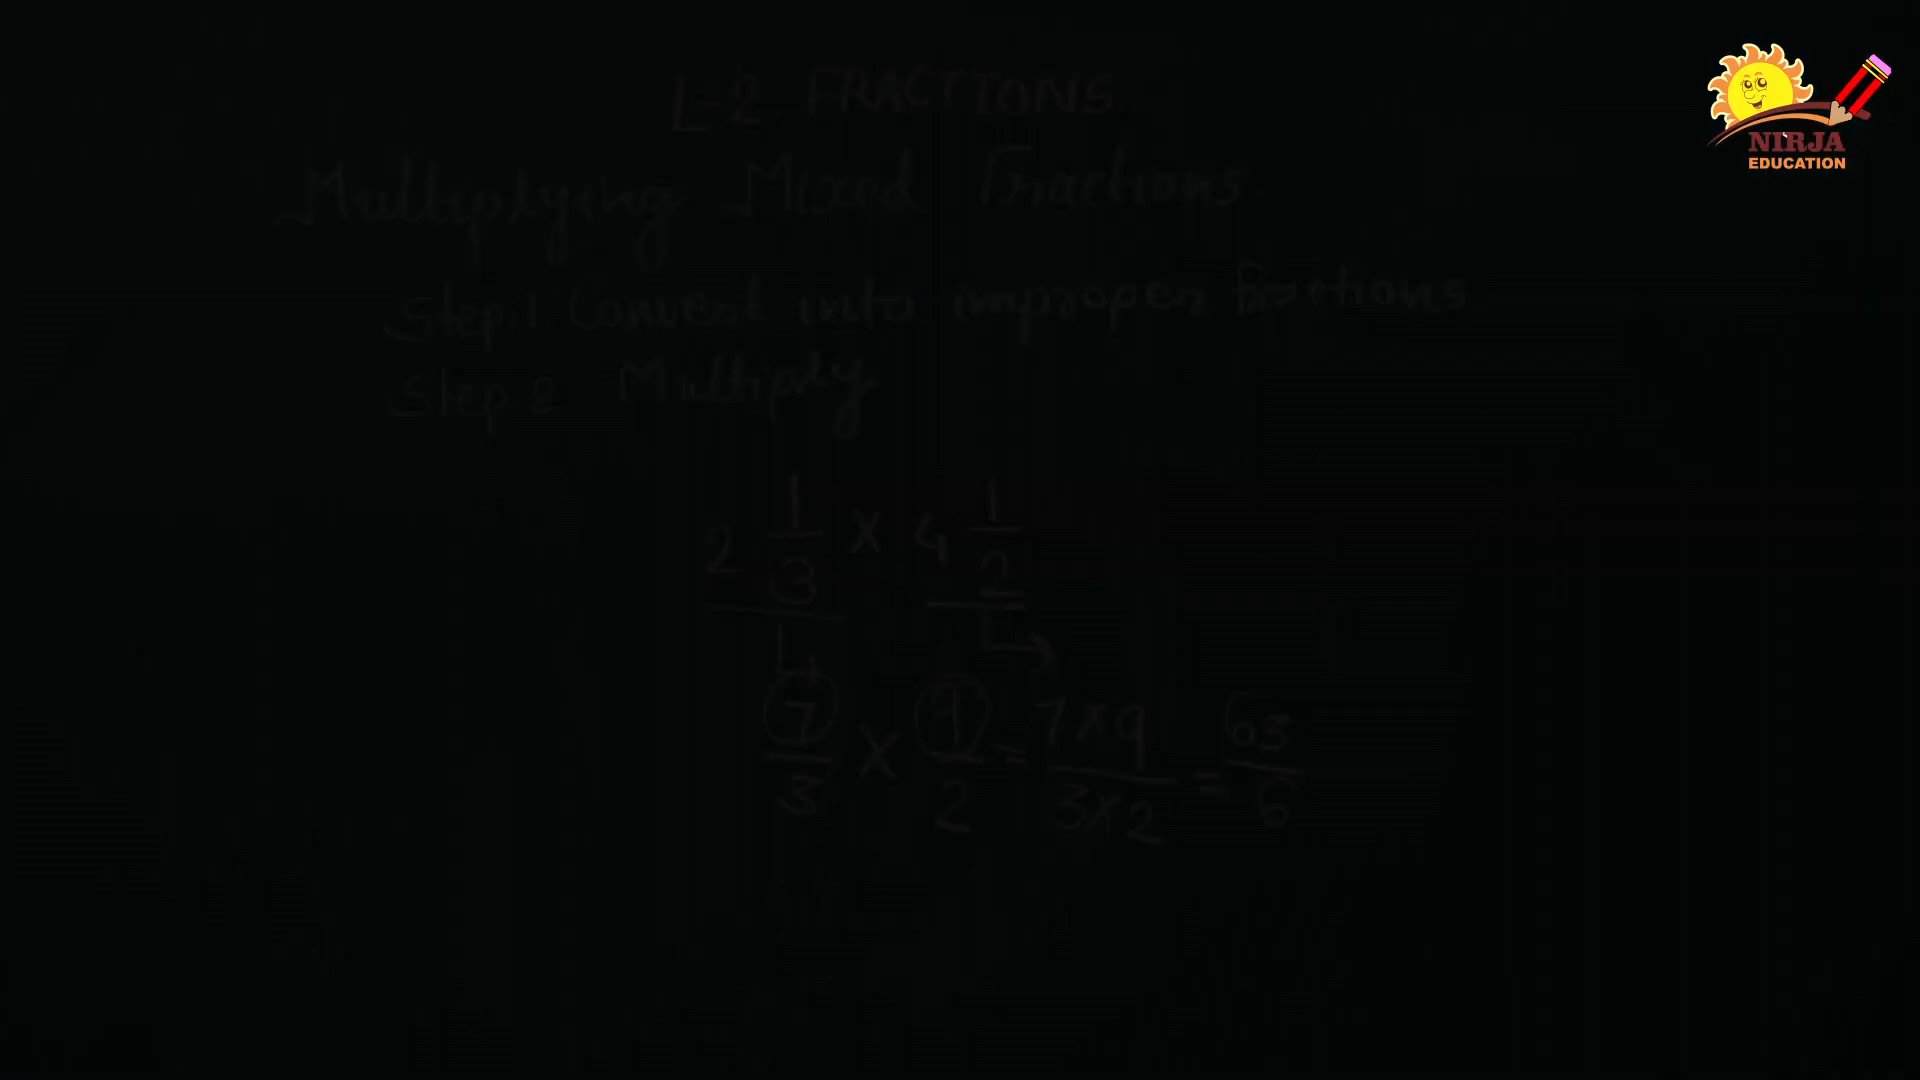 L-2 FRACTIONS
NIRJA
EDUCATION
Multiplying Mixed Fractions.
Step:1 Convert into improper fractions
Step 2 Multiply
2 1/3 X 4 1/2
7/3 X 9/2 = 7X9/3X2 = 63/6